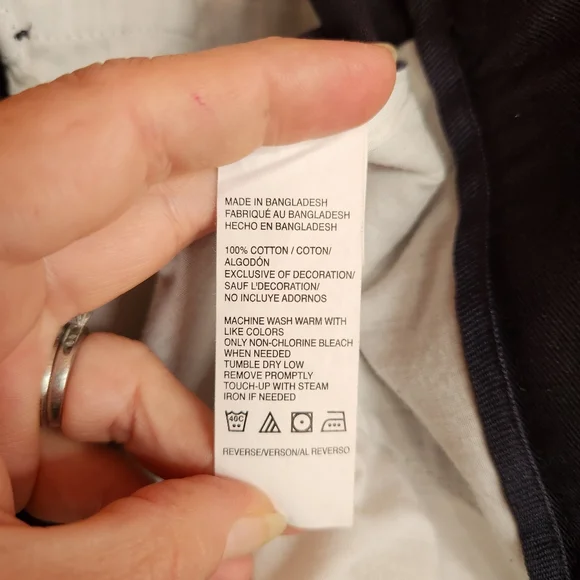 MADE IN BANGLADESH
FABRIQUÉ AU BANGLADESH
HECHO EN BANGLADESH
100% COTTON / COTON/
ALGODÓN
EXCLUSIVE OF DECORATION/
SAUF L'DECORATION/
NO INCLUYE ADORNOS
MACHINE WASH WARM WITH
LIKE COLORS
ONLY NON-CHLORINE BLEACH
WHEN NEEDED
TUMBLE DRY LOW
REMOVE PROMPTLY
TOUCH-UP WITH STEAM
IRON IF NEEDED
40C
REVERSE/VERSON/AL REVERSO